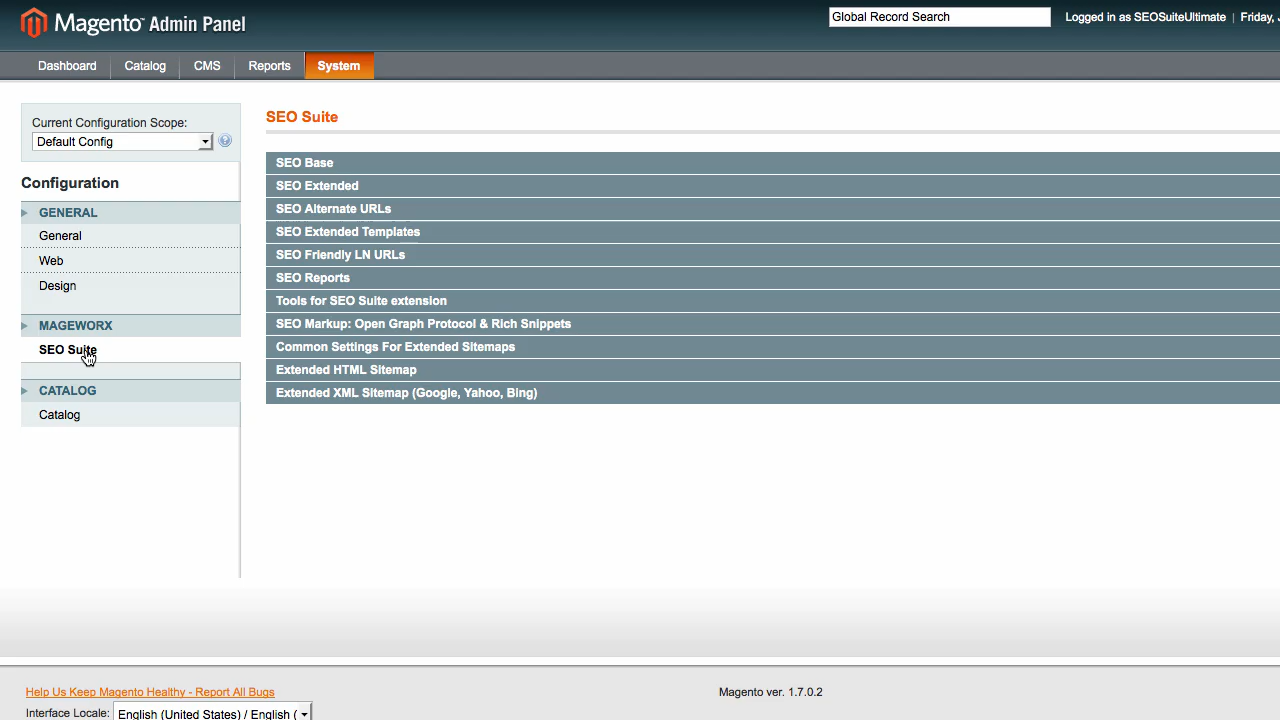 Magento Admin Panel
Global Record Search
Logged in as SEOSuiteUltimate | Friday,
Dashboard Catalog CMS Reports System
Current Configuration Scope:
Default Config
Configuration
GENERAL
General
Web
Design
MAGEWORX
SEO Suite
CATALOG
Catalog
SEO Suite
SEO Base
SEO Extended
SEO Alternate URLs
SEO Extended Templates
SEO Friendly LN URLs
SEO Reports
Tools for SEO Suite extension
SEO Markup: Open Graph Protocol & Rich Snippets
Common Settings For Extended Sitemaps
Extended HTML Sitemap
Extended XML Sitemap (Google, Yahoo, Bing)
Help Us Keep Magento Healthy - Report All Bugs
Magento ver. 1.7.0.2
Interface Locale: English (United States) / English (